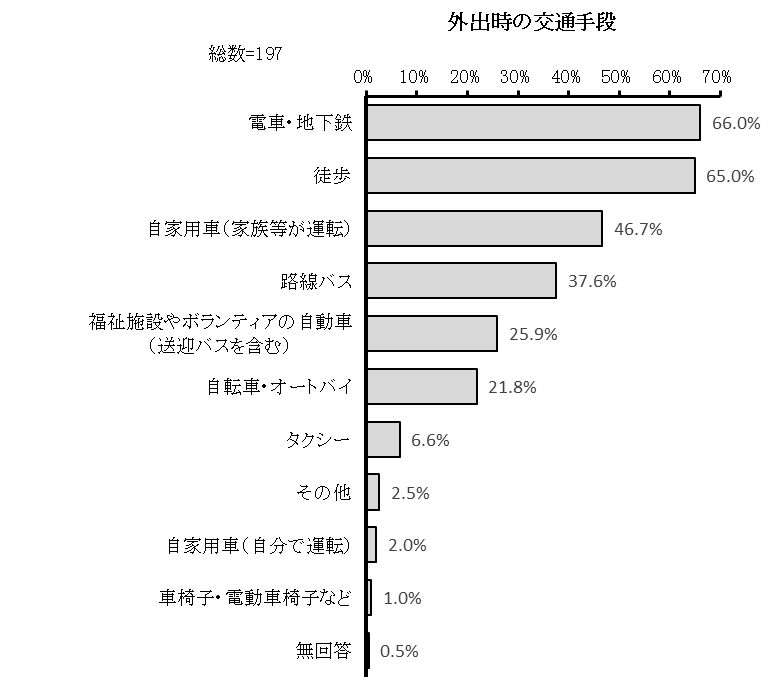 外出時の交通手段
総数=197
0% 10% 20% 30% 40% 50% 60% 70%
電車・地下鉄 66.0%
徒歩 65.0%
自家用車（家族等が運転） 46.7%
路線バス 37.6%
福祉施設やボランティアの自動車
（送迎バスを含む） 25.9%
自転車・オートバイ 21.8%
タクシー 6.6%
その他 2.5%
自家用車（自分で運転） 2.0%
車椅子・電動車椅子など 1.0%
無回答 0.5%